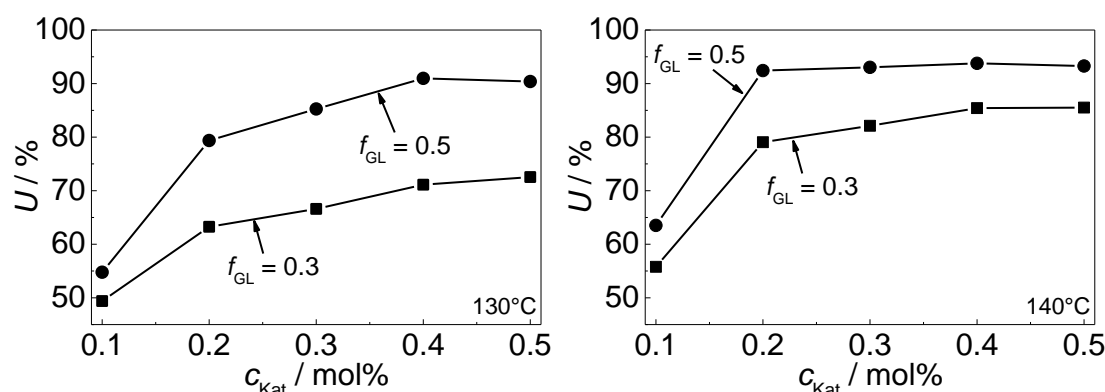 100
90
80
70
60
50
U / %
f_GL = 0.5
f_GL = 0.3
130°C
0.1 0.2 0.3 0.4 0.5
c_Kat / mol%
100
90
80
70
60
50
U / %
f_GL = 0.5
f_GL = 0.3
140°C
0.1 0.2 0.3 0.4 0.5
c_Kat / mol%